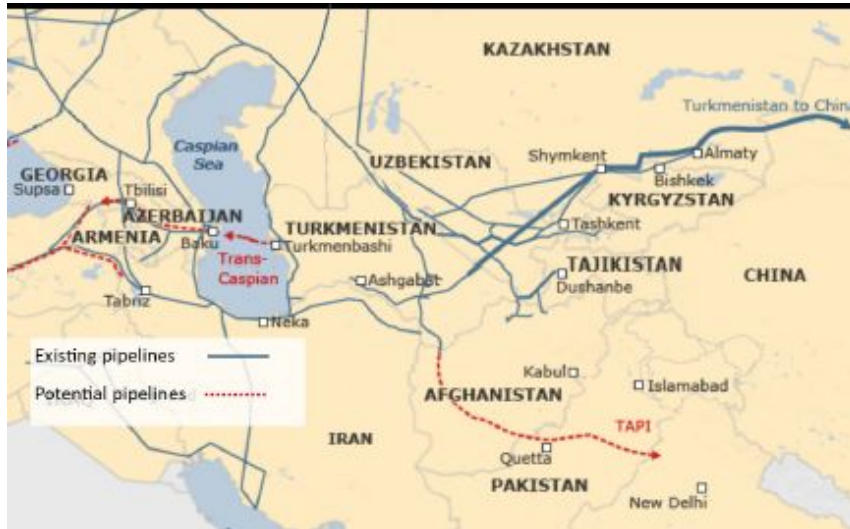 KAZAKHSTAN
Turkmenistan to China
Caspian
Sea
UZBEKISTAN
Shymkent
Almaty
GEORGIA
Supsa
Tbilisi
Bishkek
KYRGYZSTAN
AZERBAIJAN
TURKMENISTAN
Tashkent
ARMENIA
Baku
Turkmenbashi
Trans-
Caspian
TAJIKISTAN
Dushanbe
CHINA
Ashgabat
Tabriz
Neka
Existing pipelines
Potential pipelines
Kabul
Islamabad
AFGHANISTAN
TAPI
IRAN
Quetta
PAKISTAN
New Delhi